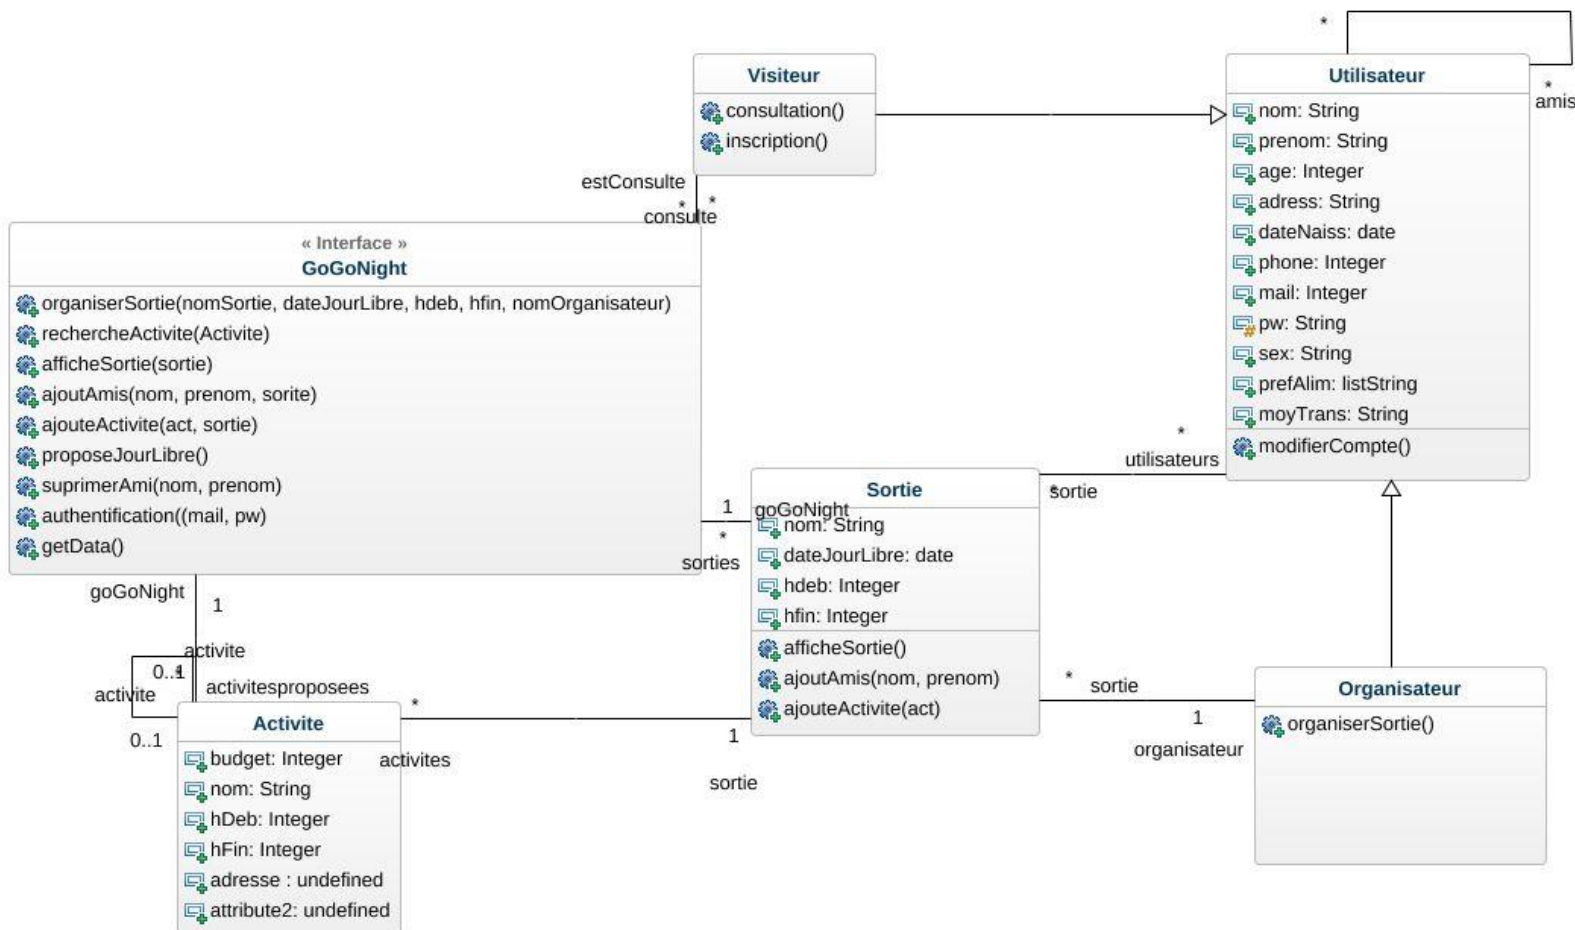 *
Visiteur
consultation()
inscription()
Utilisateur
*
amis
nom: String
prenom: String
age: Integer
adress: String
dateNaiss: date
phone: Integer
mail: Integer
pw: String
sex: String
prefAlim: listString
moyTrans: String
modifierCompte()
estConsulte
* *
consulte
« Interface »
GoGoNight
organiserSortie(nomSortie, dateJourLibre, hdeb, hfin, nomOrganisateur)
rechercheActivite(Activite)
afficheSortie(sortie)
ajoutAmis(nom, prenom, sorite)
ajouteActivite(act, sortie)
proposeJourLibre()
suprimerAmi(nom, prenom)
authentification((mail, pw)
getData()
*
utilisateurs
*
sortie
1
goGoNight
*
sorties
Sortie
nom: String
dateJourLibre: date
hdeb: Integer
hfin: Integer
afficheSortie()
ajoutAmis(nom, prenom)
ajouteActivite(act)
goGoNight
1
activite
0..1
*
activite
activitesproposees
0..1
*
activites
1
sortie
* sortie
1
organisateur
Organisateur
organiserSortie()
Activite
budget: Integer
nom: String
hDeb: Integer
hFin: Integer
adresse : undefined
attribute2: undefined